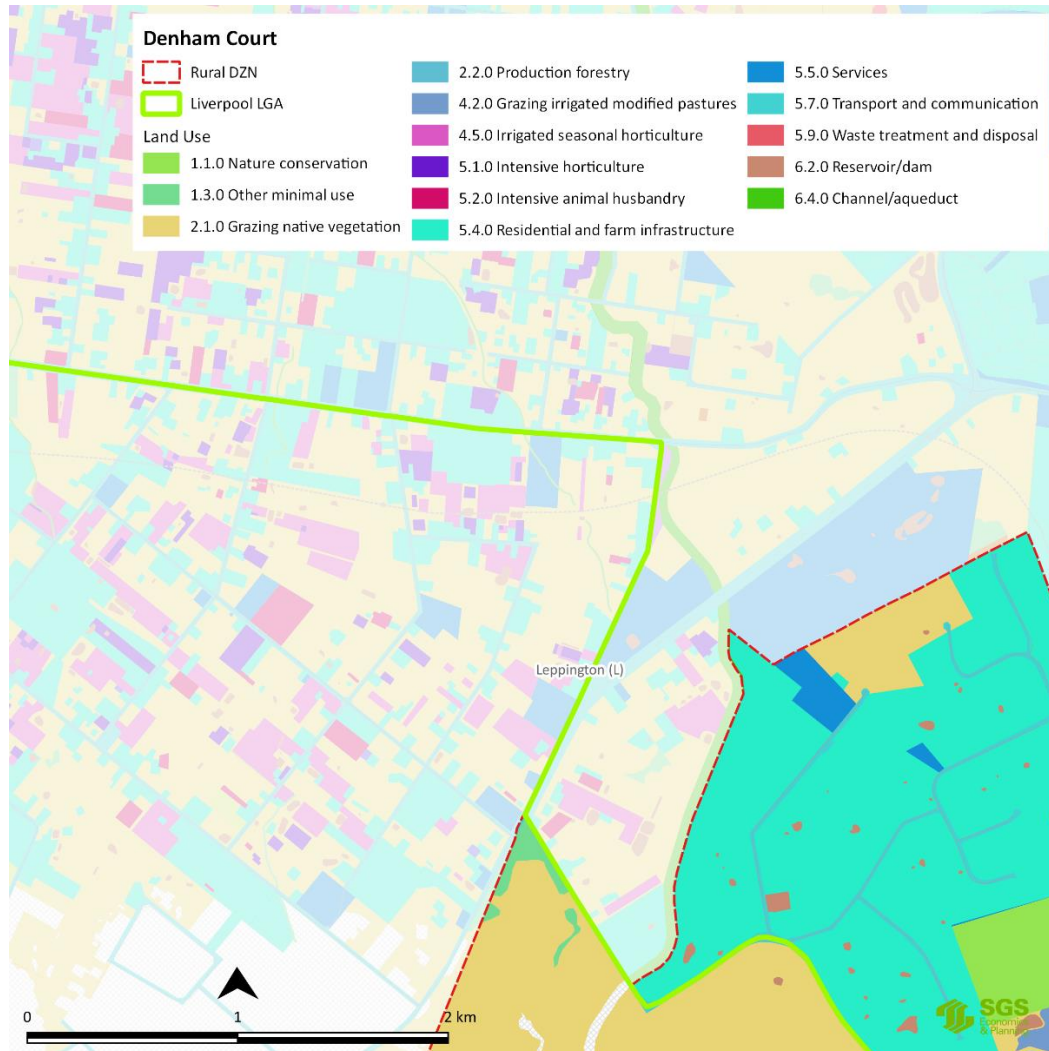 Denham Court
Rural DZN
Liverpool LGA
Land Use
1.1.0 Nature conservation
1.3.0 Other minimal use
2.1.0 Grazing native vegetation
2.2.0 Production forestry
4.2.0 Grazing irrigated modified pastures
4.5.0 Irrigated seasonal horticulture
5.1.0 Intensive horticulture
5.2.0 Intensive animal husbandry
5.4.0 Residential and farm infrastructure
5.5.0 Services
5.7.0 Transport and communication
5.9.0 Waste treatment and disposal
6.2.0 Reservoir/dam
6.4.0 Channel/aqueduct
Leppington (L)
0 1 2 km
SGS
Economics
& Planning